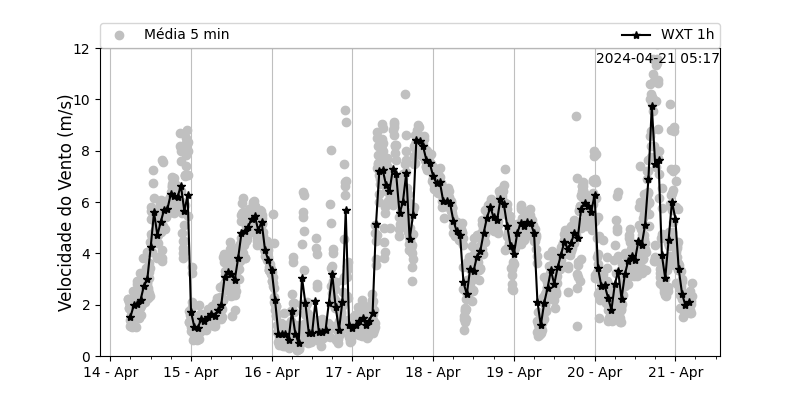 Média 5 min
WXT 1h
2024-04-21 05:17
Velocidade do Vento (m/s)
12
10
8
6
4
2
0
14 - Apr
15 - Apr
16 - Apr
17 - Apr
18 - Apr
19 - Apr
20 - Apr
21 - Apr